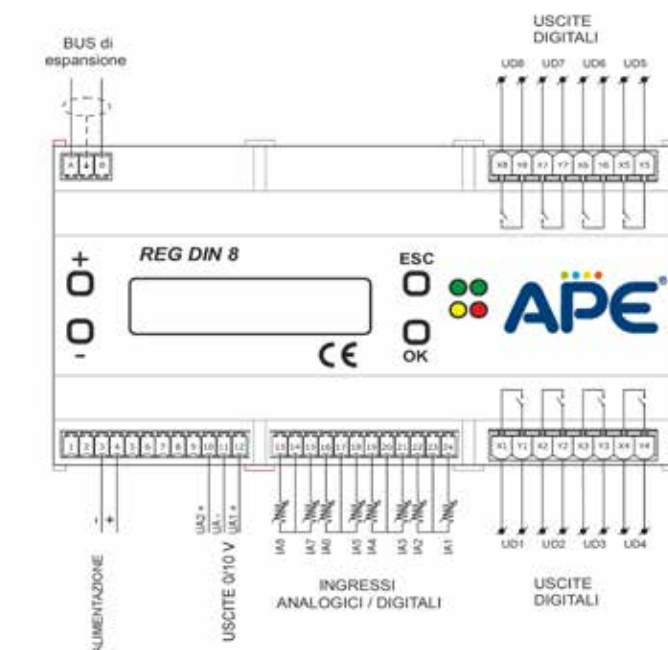 USCITE
DIGITALI
BUS di
espansione
UD8 UD7 UD6 UD5
A B
X8 Y8 X7 Y7 X6 Y6 X5 Y5
+
REG DIN 8
ESC
APE®
-
CE
OK
1 2 3 4 5 6 7 8 9 10 11 12
13 14 15 16 17 18 19 20 21 22 23 24
X1 Y1 X2 Y2 X3 Y3 X4 Y4
- +
ALIMENTAZIONE
UA2 +
UA -
UA1 +
USCITE 0/10 V
IA8 IA7 IA6 IA5 IA4 IA3 IA2 IA1
INGRESSI
ANALOGICI / DIGITALI
UD1 UD2 UD3 UD4
USCITE
DIGITALI